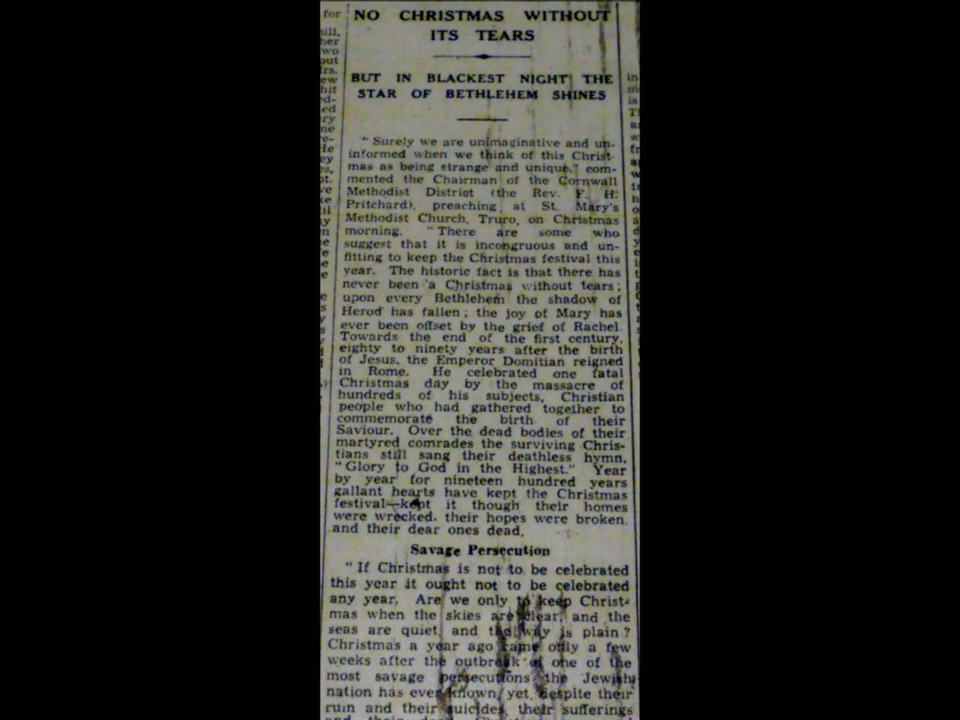 NO CHRISTMAS WITHOUT
ITS TEARS
BUT IN BLACKEST NIGHT THE
STAR OF BETHLEHEM SHINES
"Surely we are unimaginative and un-
informed when we think of this Christ-
mas as being strange and unique," com-
mented the Chairman of the Cornwall
Methodist District (the Rev. F. H.
Pritchard), preaching at St. Mary's
Methodist Church, Truro, on Christmas
morning. "There are some who
suggest that it is incongruous and un-
fitting to keep the Christmas festival this
year. The historic fact is that there has
never been a Christmas without tears;
upon every Bethlehem the shadow of
Herod has fallen; the joy of Mary has
ever been offset by the grief of Rachel.
Towards the end of the first century,
eighty to ninety years after the birth
of Jesus, the Emperor Domitian reigned
in Rome. He celebrated one fatal
Christmas day by the massacre of
hundreds of his subjects, Christian
people who had gathered together to
commemorate the birth of their
Saviour. Over the dead bodies of their
martyred comrades the surviving Chris-
tians still sang their deathless hymn,
"Glory to God in the Highest." Year
by year for nineteen hundred years
gallant hearts have kept the Christmas
festival—kept it though their homes
were wrecked, their hopes were broken,
and their dear ones dead.
Savage Persecution
"If Christmas is not to be celebrated
this year it ought not to be celebrated
any year. Are we only to keep Christ-
mas when the skies are clear, and the
seas are quiet, and the way is plain?
Christmas a year ago came only a few
weeks after the outbreak of one of the
most savage persecutions the Jewish
nation has ever known, yet, despite their
ruin and their suicides, their sufferings
and their